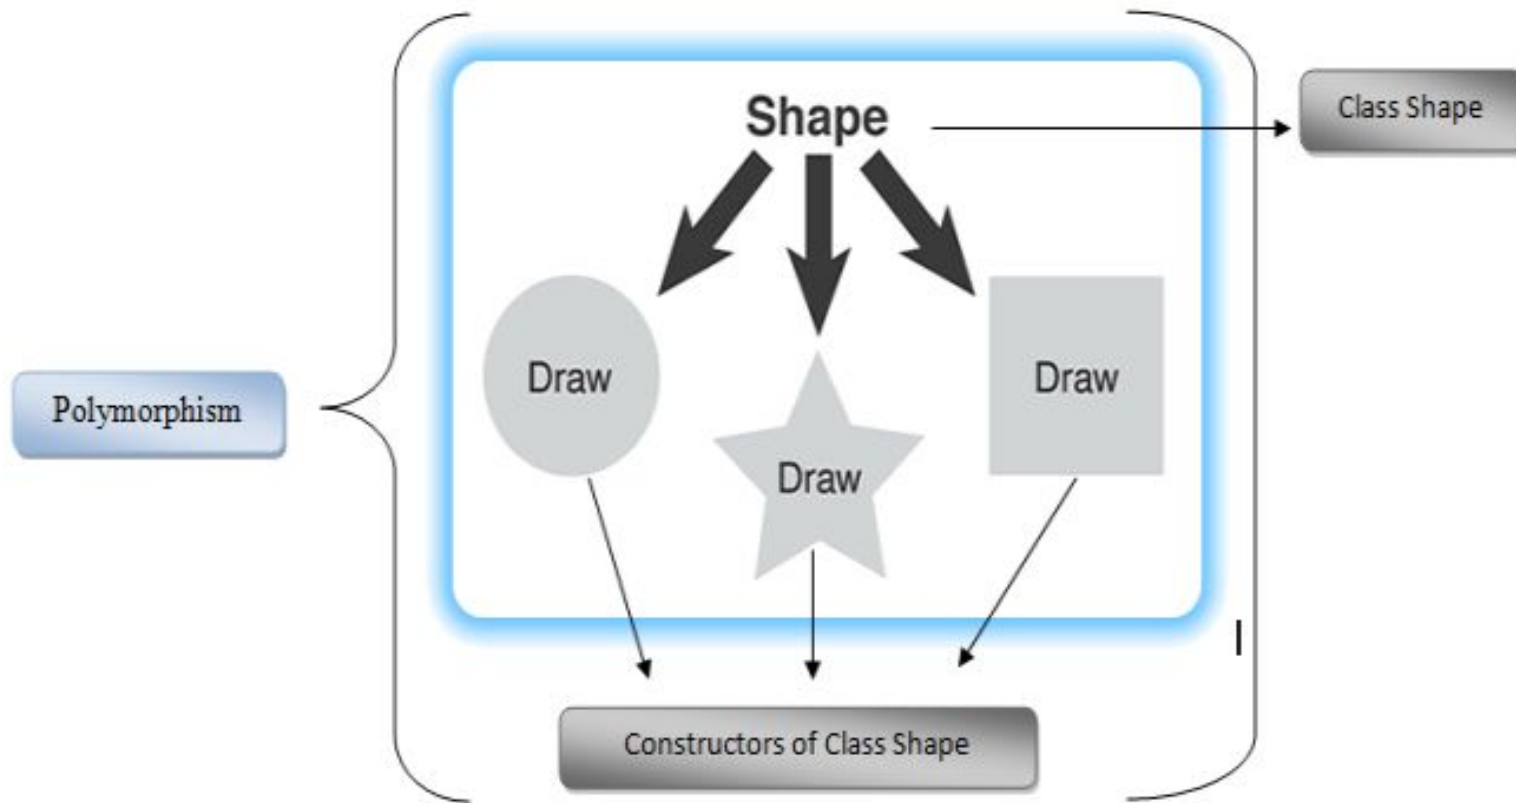 Shape
Class Shape
Draw
Draw
Draw
Polymorphism
Constructors of Class Shape